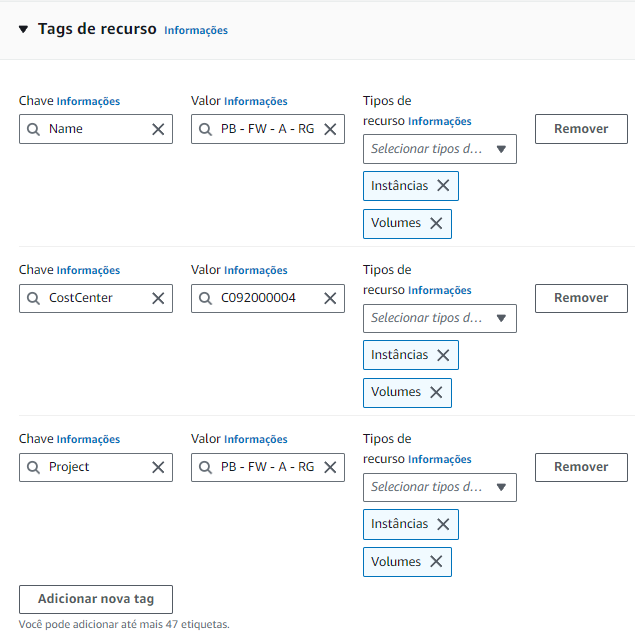 Tags de recurso Informações
Chave Informações
Valor Informações
Tipos de
recurso Informações
Name
PB - FW - A - RG
Selecionar tipos d...
Remover
Instâncias
Volumes
Chave Informações
Valor Informações
Tipos de
recurso Informações
CostCenter
C092000004
Selecionar tipos d...
Remover
Instâncias
Volumes
Chave Informações
Valor Informações
Tipos de
recurso Informações
Project
PB - FW - A - RG
Selecionar tipos d...
Remover
Instâncias
Volumes
Adicionar nova tag
Você pode adicionar até mais 47 etiquetas.